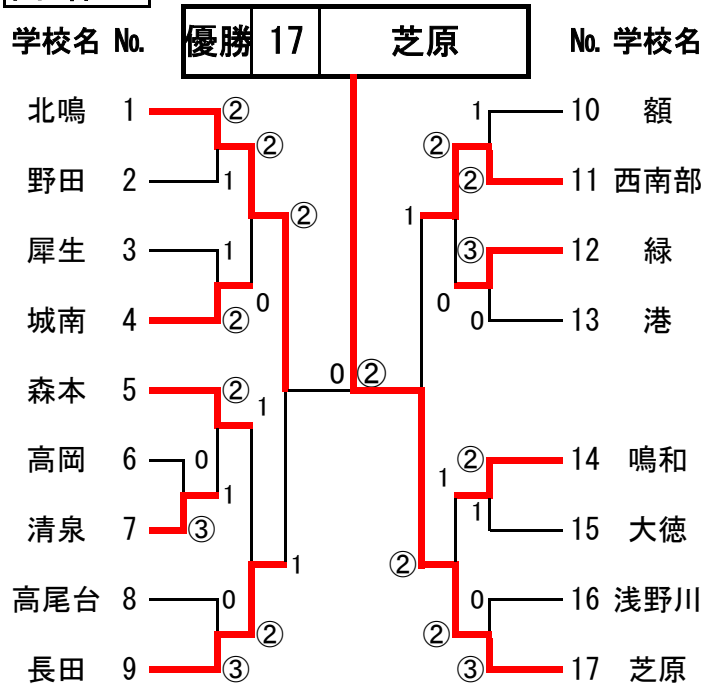 学校名 No. 優勝 17 芝原 No. 学校名
北鳴 1 ② 1 10 額
② ②
野田 2 1 ② 11 西南部
② 1
犀生 3 1 ③ 12 緑
0 0
城南 4 ② 0 13 港
0 ②
森本 5 ②
1
高岡 6 0 ② 14 鳴和
1 1 1
清泉 7 ③ 15 大徳
1 ②
高尾台 8 0 0 16 浅野川
② ②
長田 9 ③ ③ 17 芝原